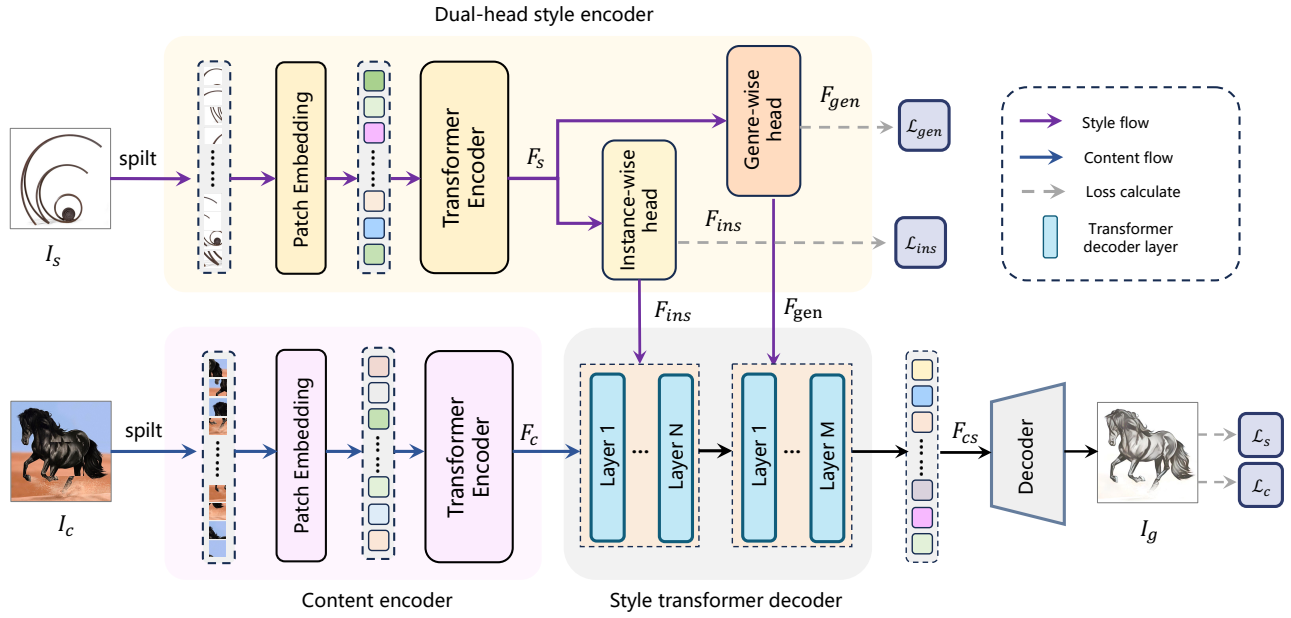 Dual-head style encoder
I_s
spilt
Patch Embedding
Transformer
Encoder
F_s
Instance-wise
head
Genre-wise
head
F_gen
ℒ_gen
F_ins
ℒ_ins
Style flow
Content flow
Loss calculate
Transformer
decoder layer
F_ins
F_gen
I_c
spilt
Patch Embedding
Transformer
Encoder
F_c
Layer 1
...
Layer N
Layer 1
...
Layer M
F_cs
Decoder
I_g
ℒ_s
ℒ_c
Content encoder
Style transformer decoder